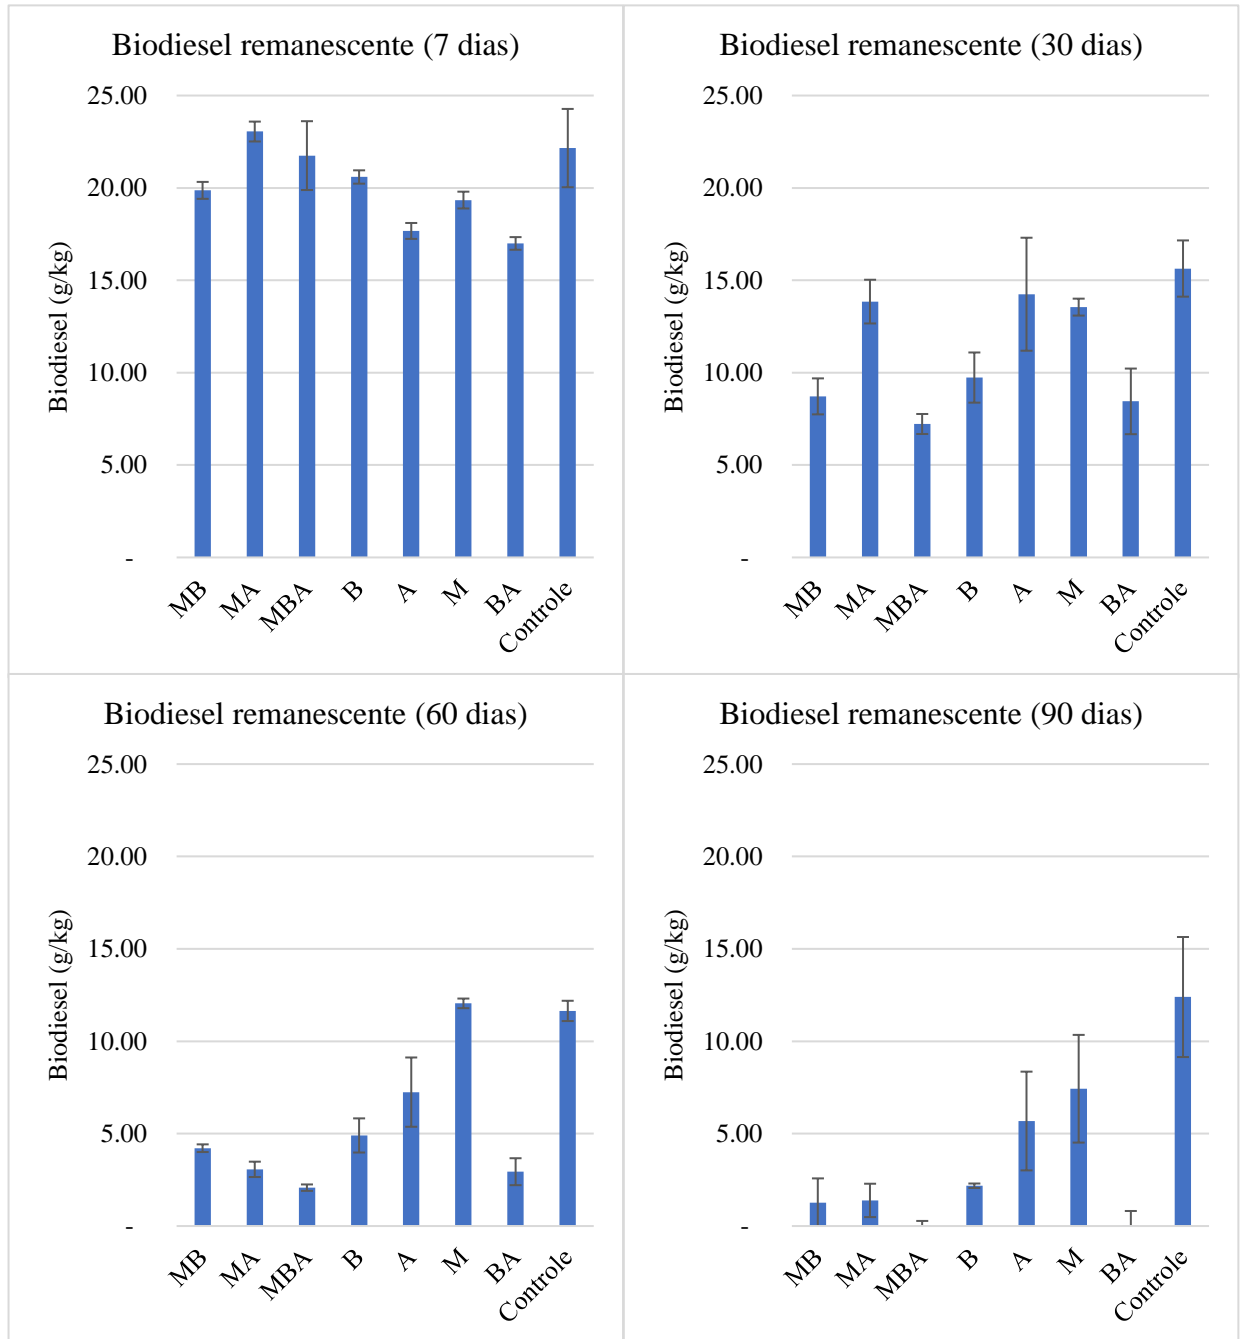 Biodiesel remanescente (7 dias)
25.00
20.00
15.00
10.00
5.00
-
Biodiesel (g/kg)
MB
MA
MBA
B
A
M
BA
Controle
Biodiesel remanescente (30 dias)
25.00
20.00
15.00
10.00
5.00
-
Biodiesel (g/kg)
MB
MA
MBA
B
A
M
BA
Controle
Biodiesel remanescente (60 dias)
25.00
20.00
15.00
10.00
5.00
-
Biodiesel (g/kg)
MB
MA
MBA
B
A
M
BA
Controle
Biodiesel remanescente (90 dias)
25.00
20.00
15.00
10.00
5.00
-
Biodiesel (g/kg)
MB
MA
MBA
B
A
M
BA
Controle